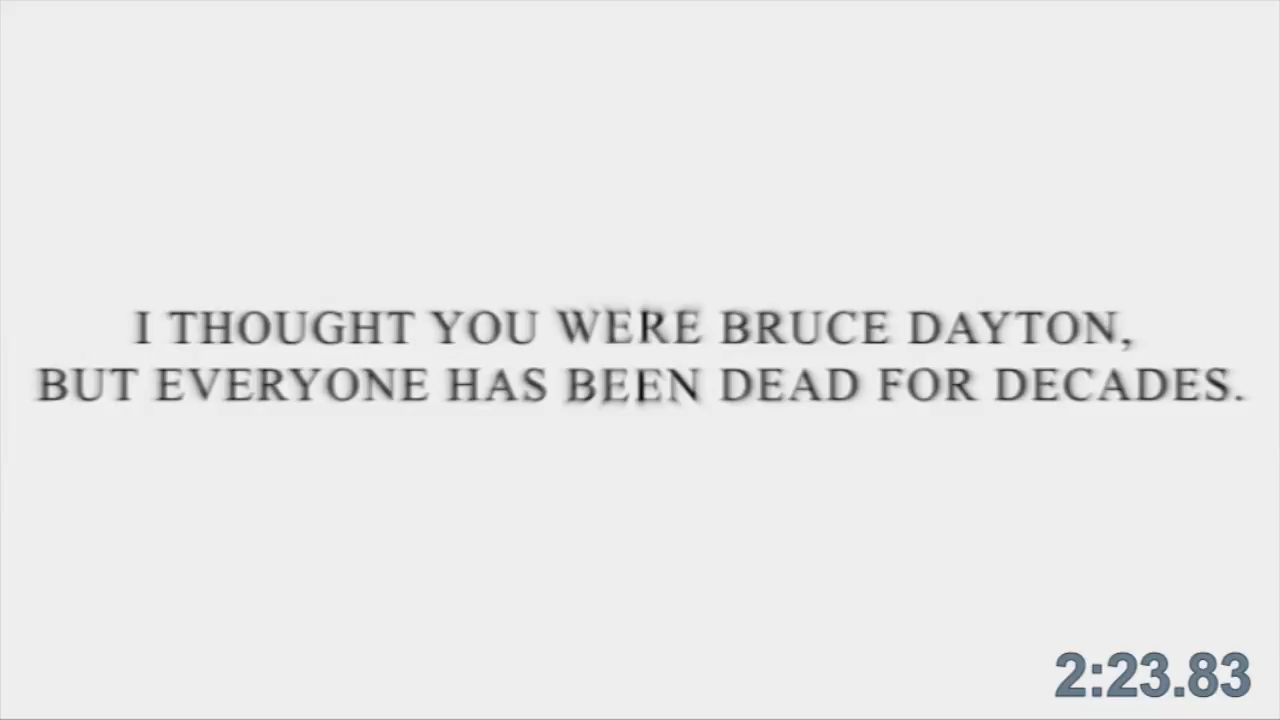 I THOUGHT YOU WERE BRUCE DAYTON,
BUT EVERYONE HAS BEEN DEAD FOR DECADES.
2:23.83